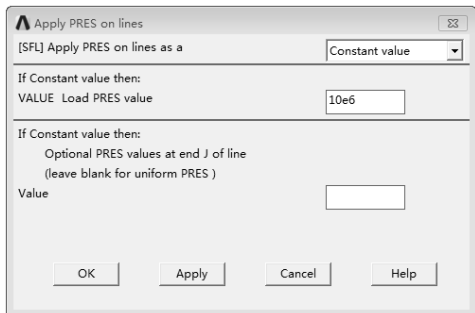 Apply PRES on lines
[SFL] Apply PRES on lines as a
Constant value
If Constant value then:
VALUE Load PRES value
10e6
If Constant value then:
Optional PRES values at end J of line
(leave blank for uniform PRES )
Value
OK Apply Cancel Help